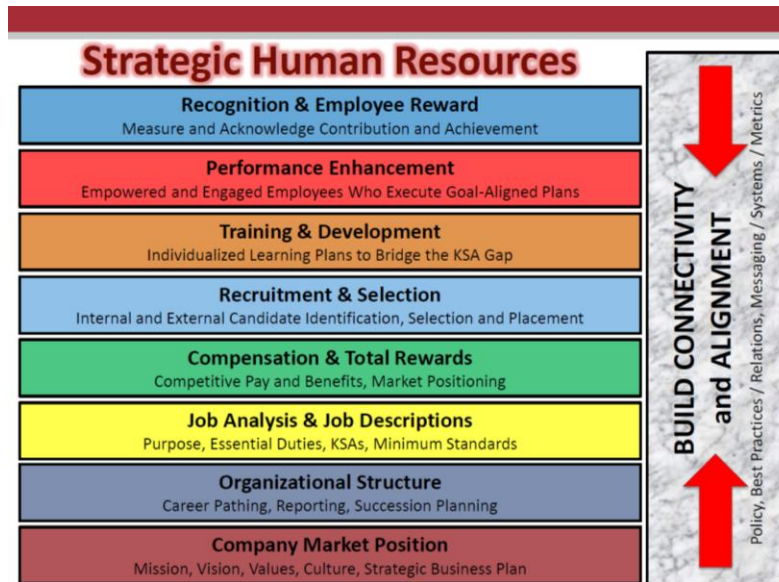 Strategic Human Resources
Recognition & Employee Reward
Measure and Acknowledge Contribution and Achievement
Performance Enhancement
Empowered and Engaged Employees Who Execute Goal-Aligned Plans
Training & Development
Individualized Learning Plans to Bridge the KSA Gap
Recruitment & Selection
Internal and External Candidate Identification, Selection and Placement
Compensation & Total Rewards
Competitive Pay and Benefits, Market Positioning
Job Analysis & Job Descriptions
Purpose, Essential Duties, KSAs, Minimum Standards
Organizational Structure
Career Pathing, Reporting, Succession Planning
Company Market Position
Mission, Vision, Values, Culture, Strategic Business Plan
BUILD CONNECTIVITY
and ALIGNMENT
Policy, Best Practices / Relations, Messaging / Systems / Metrics